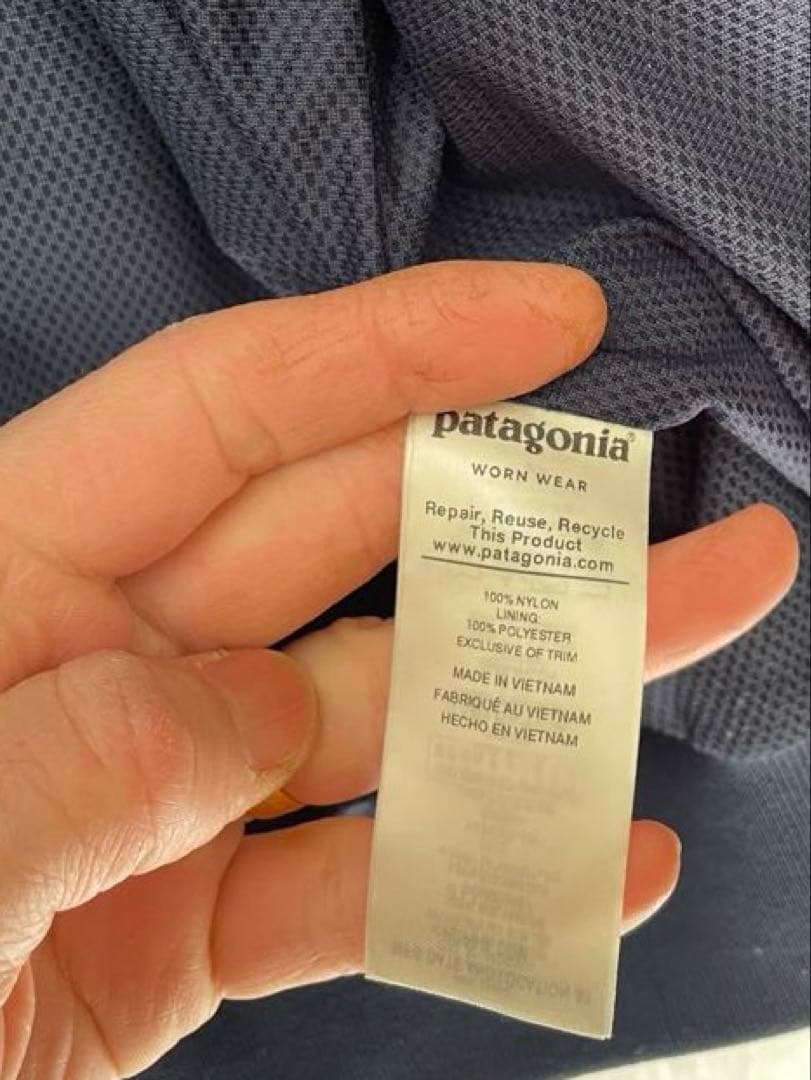 patagonia®
WORN WEAR
Repair, Reuse, Recycle
This Product
www.patagonia.com
100% NYLON
LINING:
100% POLYESTER
EXCLUSIVE OF TRIM
MADE IN VIETNAM
FABRIQUÉ AU VIETNAM
HECHO EN VIETNAM